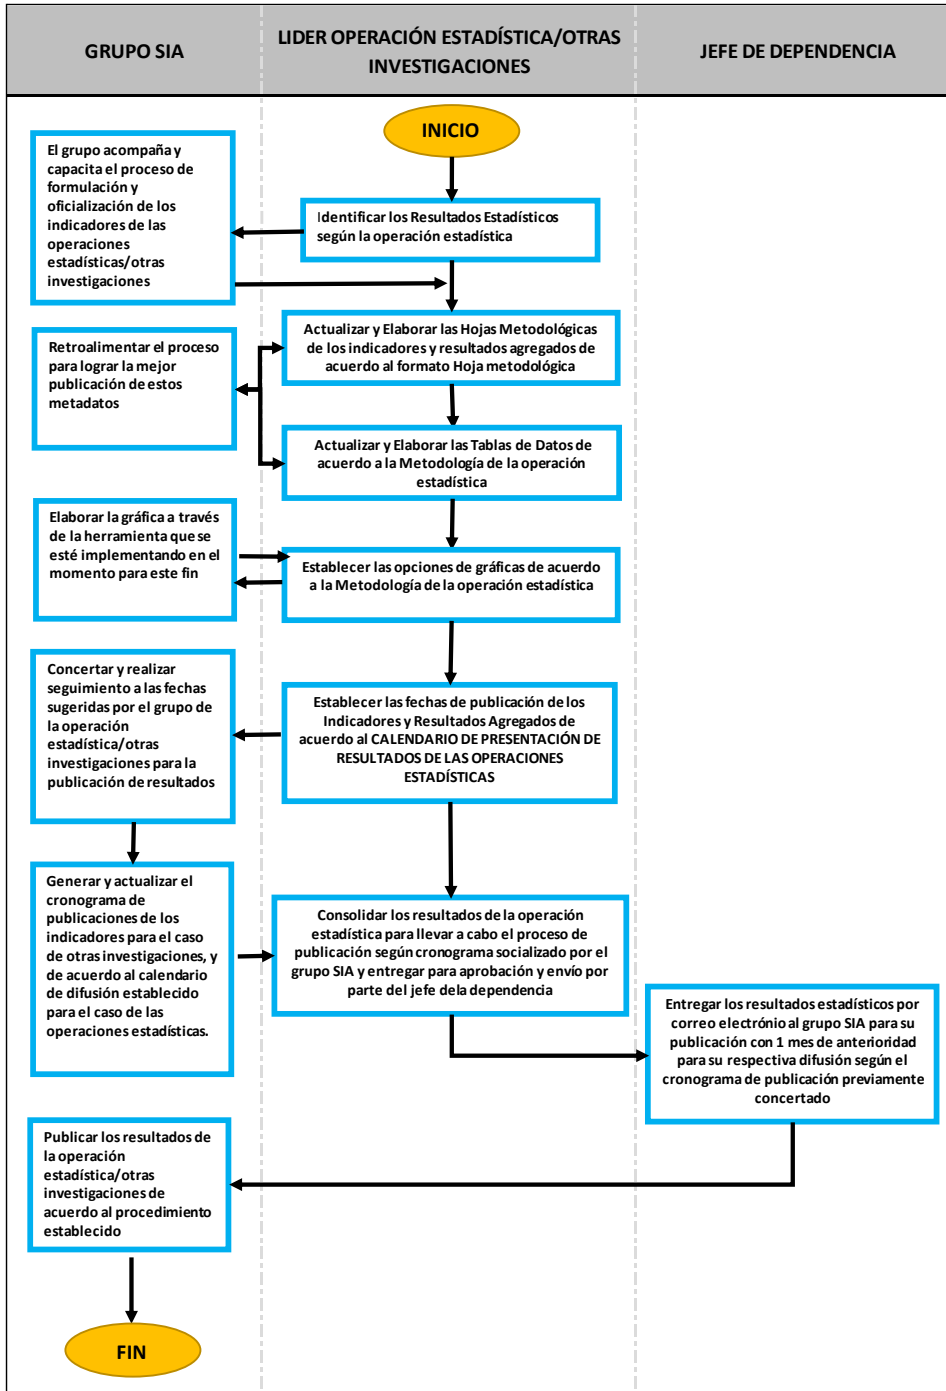 GRUPO SIA
LIDER OPERACIÓN ESTADÍSTICA/OTRAS
INVESTIGACIONES
JEFE DE DEPENDENCIA
INICIO
El grupo acompaña y
capacita el proceso de
formulación y
oficialización de los
indicadores de las
operaciones
estadísticas/otras
investigaciones
Identificar los Resultados Estadísticos
según la operación estadística
Actualizar y Elaborar las Hojas Metodológicas
de los indicadores y resultados agregados de
acuerdo al formato Hoja metodológica
Retroalimentar el proceso
para lograr la mejor
publicación de estos
metadatos
Actualizar y Elaborar las Tablas de Datos de
acuerdo a la Metodología de la operación
estadística
Elaborar la gráfica a través
de la herramienta que se
esté implementando en el
momento para este fin
Establecer las opciones de gráficas de acuerdo
a la Metodología de la operación estadística
Concertar y realizar
seguimiento a las fechas
sugeridas por el grupo de
la operación
estadística/otras
investigaciones para la
publicación de resultados
Establecer las fechas de publicación de los
Indicadores y Resultados Agregados de
acuerdo al CALENDARIO DE PRESENTACIÓN DE
RESULTADOS DE LAS OPERACIONES
ESTADÍSTICAS
Generar y actualizar el
cronograma de
publicaciones de los
indicadores para el caso
de otras investigaciones, y
de acuerdo al calendario
de difusión establecido
para el caso de las
operaciones estadísticas.
Consolidar los resultados de la operación
estadística para llevar a cabo el proceso de
publicación según cronograma socializado por el
grupo SIA y entregar para aprobación y envío por
parte del jefe dela dependencia
Entregar los resultados estadísticos por
correo electrónio al grupo SIA para su
publicación con 1 mes de anterioridad
para su respectiva difusión según el
cronograma de publicación previamente
concertado
Publicar los resultados de
la operación
estadística/otras
investigaciones de
acuerdo al procedimiento
establecido
FIN